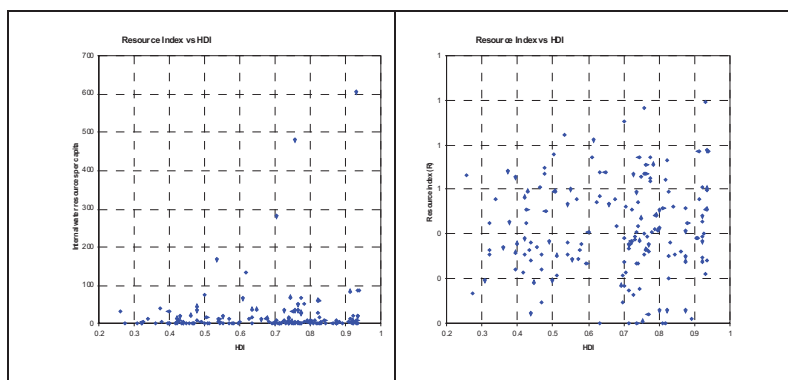 Resource Index vs HDI
700
600
500
400
300
200
100
0
Internal water resources per capita
0.2 0.3 0.4 0.5 0.6 0.7 0.8 0.9 1
HDI
Resource Index vs HDI
1
1
1
1
0
0
0
Resource index (R)
0.2 0.3 0.4 0.5 0.6 0.7 0.8 0.9 1
HDI